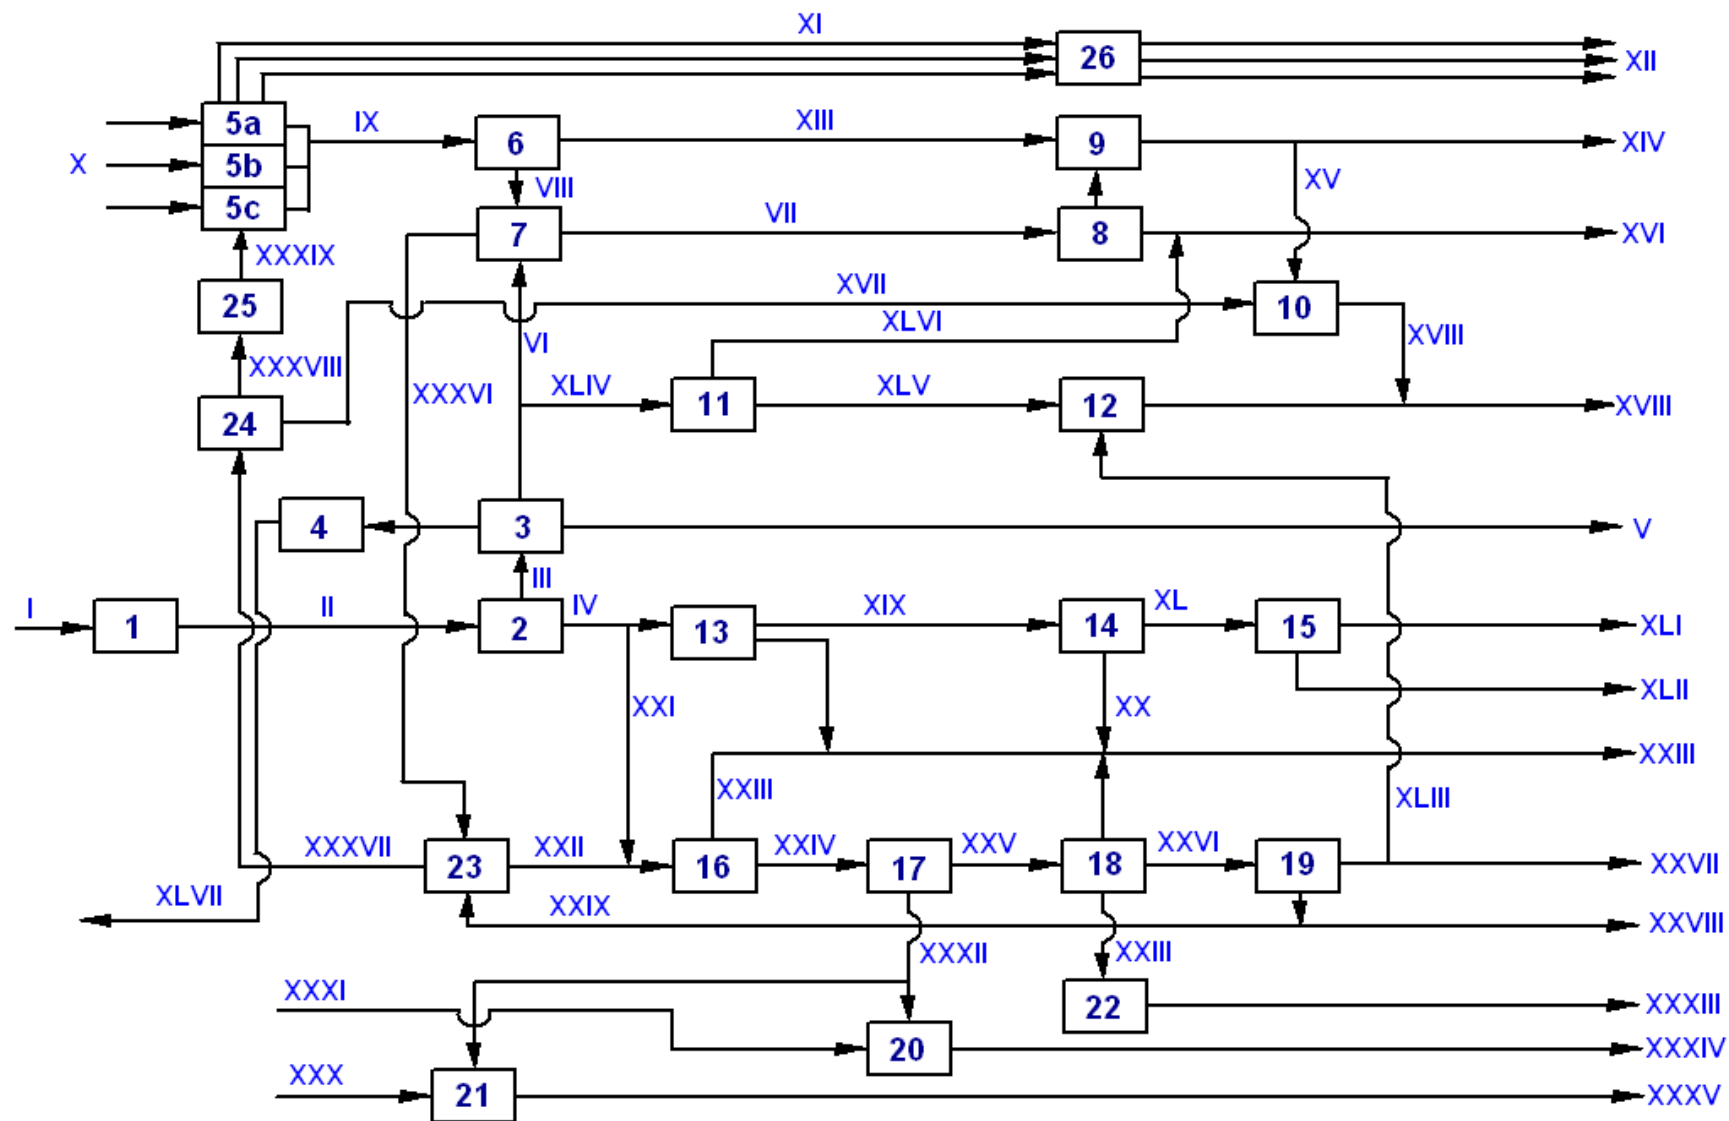 XI
26
XII
5a
IX
XIII
XIV
6
9
X
5b
VIII
XV
5c
VII
7
8
XVI
XXXIX
XVII
25
10
XLVI
VI
XVIII
XXXVIII
XXXVI
XLIV
XLV
11
12
XVIII
24
4
3
V
III
I
II
IV
XIX
XL
1
2
13
14
15
XLI
XLII
XXI
XX
XXIII
XXIII
XLIII
XXXVII
XXII
XXIV
XXV
XXVI
23
16
17
18
19
XXVII
XLVII
XXIX
XXVIII
XXXII
XXIII
XXXI
22
XXXIII
20
XXXIV
XXX
21
XXXV